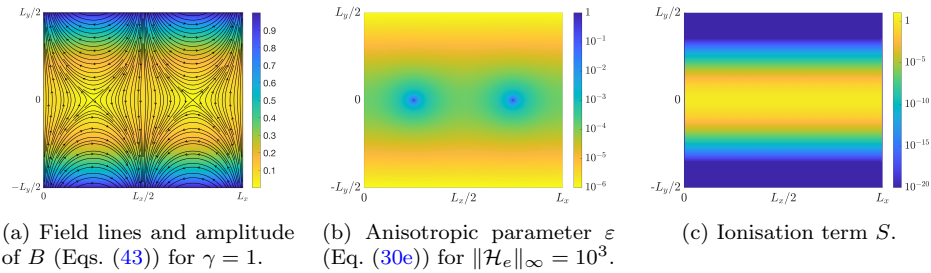 L_y/2
0
−L_y/2
0
L_x/2
L_x
0.9
0.8
0.7
0.6
0.5
0.4
0.3
0.2
0.1
L_y/2
0
-L_y/2
0
L_x/2
L_x
1
10^{-1}
10^{-2}
10^{-3}
10^{-4}
10^{-5}
10^{-6}
L_y/2
0
-L_y/2
0
L_x/2
L_x
1
10^{-5}
10^{-10}
10^{-15}
10^{-20}
(a) Field lines and amplitude
of B (Eqs. (43)) for γ = 1.
(b) Anisotropic parameter ε
(Eq. (30e)) for ‖ℋ_e‖_∞ = 10^3.
(c) Ionisation term S.